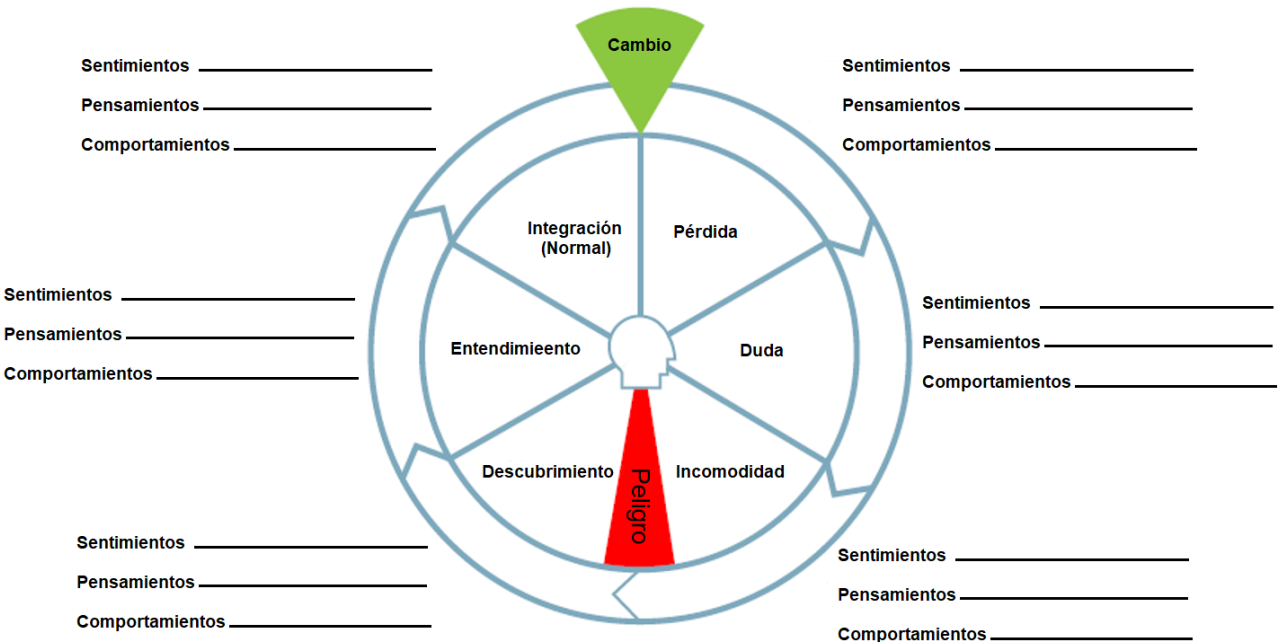 Cambio
Sentimientos
Pensamientos
Comportamientos
Sentimientos
Pensamientos
Comportamientos
Integración
(Normal)
Pérdida
Sentimientos
Pensamientos
Comportamientos
Entendimieento
Duda
Sentimientos
Pensamientos
Comportamientos
Descubrimiento
Peligro
Incomodidad
Sentimientos
Pensamientos
Comportamientos
Sentimientos
Pensamientos
Comportamientos